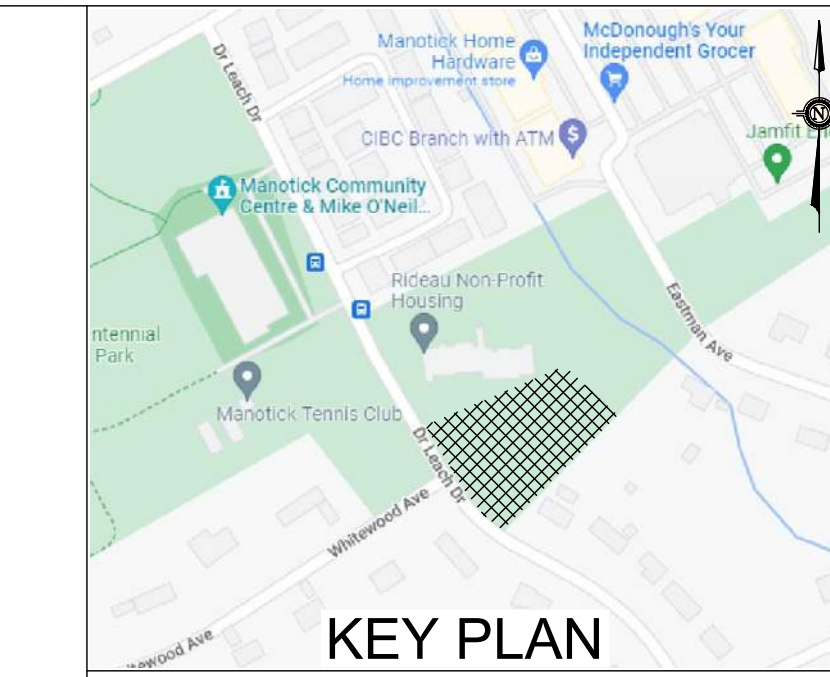 Dr Leach Dr
Manotick Home
Hardware
Home improvement store
McDonough's Your
Independent Grocer
N
CIBC Branch with ATM
$
Jamfit
Manotick Community
Centre & Mike O'Neil...
Rideau Non-Profit
Housing
Eastman Ave
ntennial
Park
Manotick Tennis Club
Dr Leach Dr
Whitewood Ave
itewood Ave
KEY PLAN